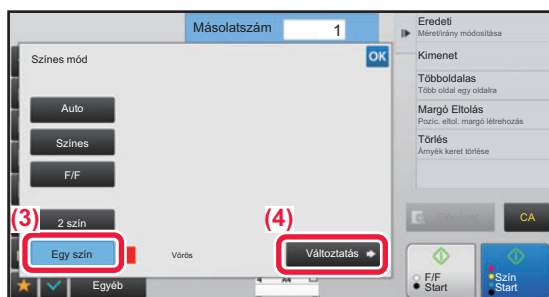 Másolatszám 1
Színes mód
OK
Auto
Színes
F/F
(3)
2 szín
Egy szín
Vörös
(4)
Változtatás
Egyéb
A4
Eredeti
Méret/irány módosítása
Kimenet
Többoldalas
Több oldal egy oldalra
Margó Eltolás
Pozíc. eltol. margó létrehozás
Törlés
Árnyék keret törlése
CA
F/F
Start
Szín
Start